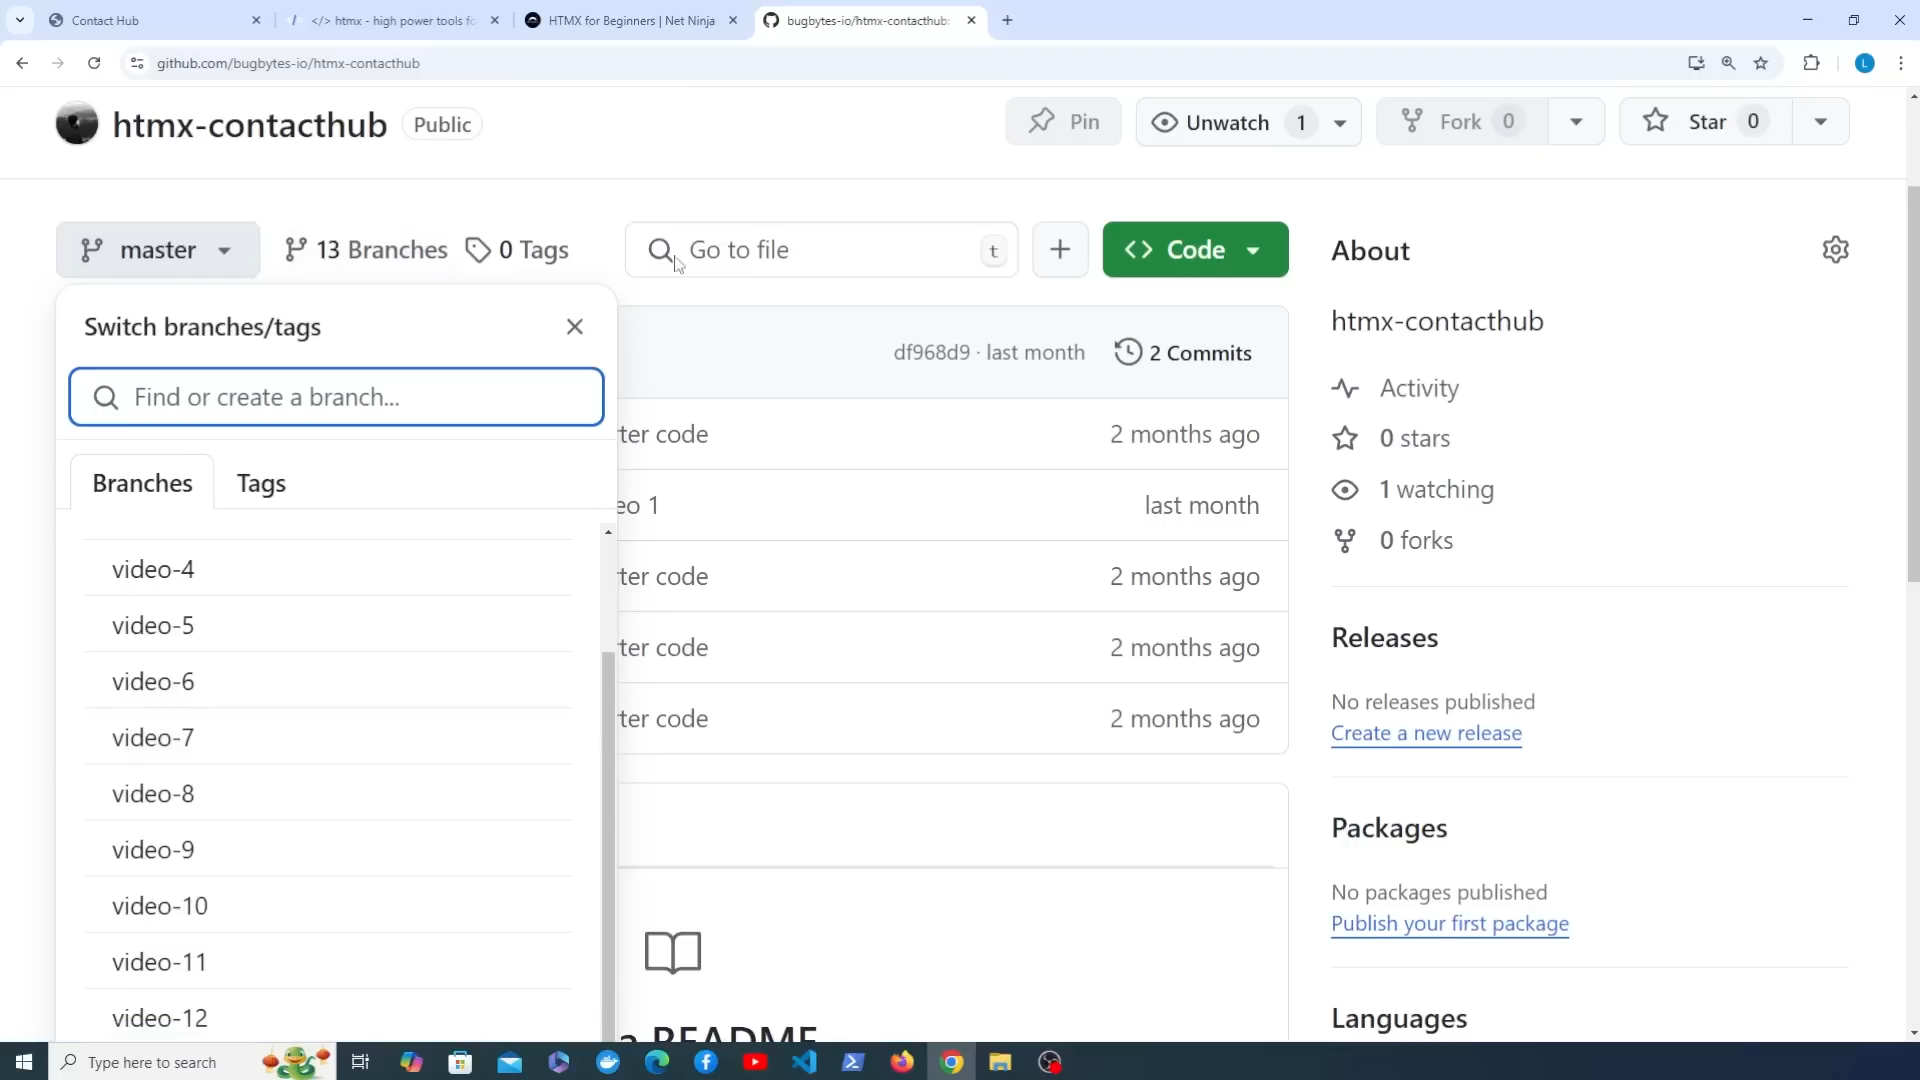 Contact Hub
</> htmx - high power tools fo
HTMX for Beginners | Net Ninja
bugbytes-io/htmx-contacthub:
github.com/bugbytes-io/htmx-contacthub
L
htmx-contacthub Public
Pin
Unwatch 1
Fork 0
Star 0
master
13 Branches
0 Tags
Go to file
t
Code
About
Switch branches/tags
Find or create a branch...
Branches
Tags
video-4
video-5
video-6
video-7
video-8
video-9
video-10
video-11
video-12
df968d9 · last month
2 Commits
ter code
2 months ago
eo 1
last month
ter code
2 months ago
ter code
2 months ago
ter code
2 months ago
README
htmx-contacthub
Activity
0 stars
1 watching
0 forks
Releases
No releases published
Create a new release
Packages
No packages published
Publish your first package
Languages
Type here to search